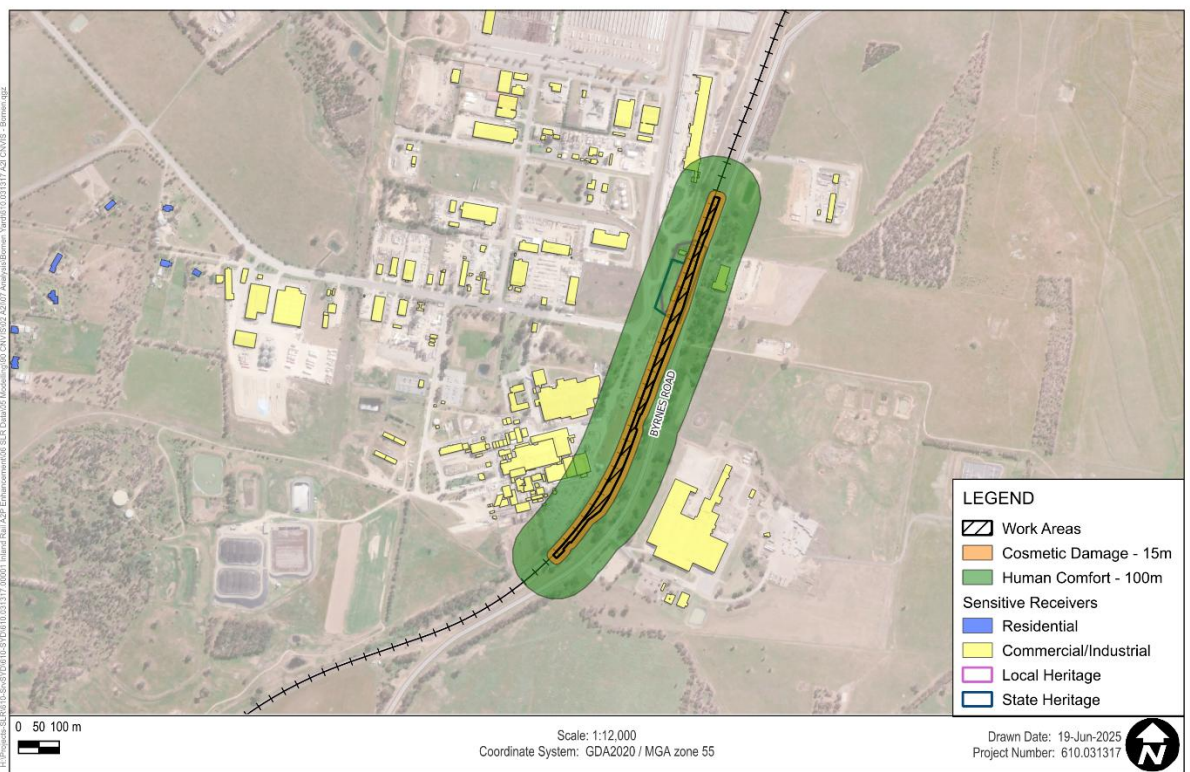 BYRNES ROAD
LEGEND
Work Areas
Cosmetic Damage - 15m
Human Comfort - 100m
Sensitive Receivers
Residential
Commercial/Industrial
Local Heritage
State Heritage
0 50 100 m
Scale: 1:12,000
Coordinate System: GDA2020 / MGA zone 55
Drawn Date: 19-Jun-2025
Project Number: 610.031317
N